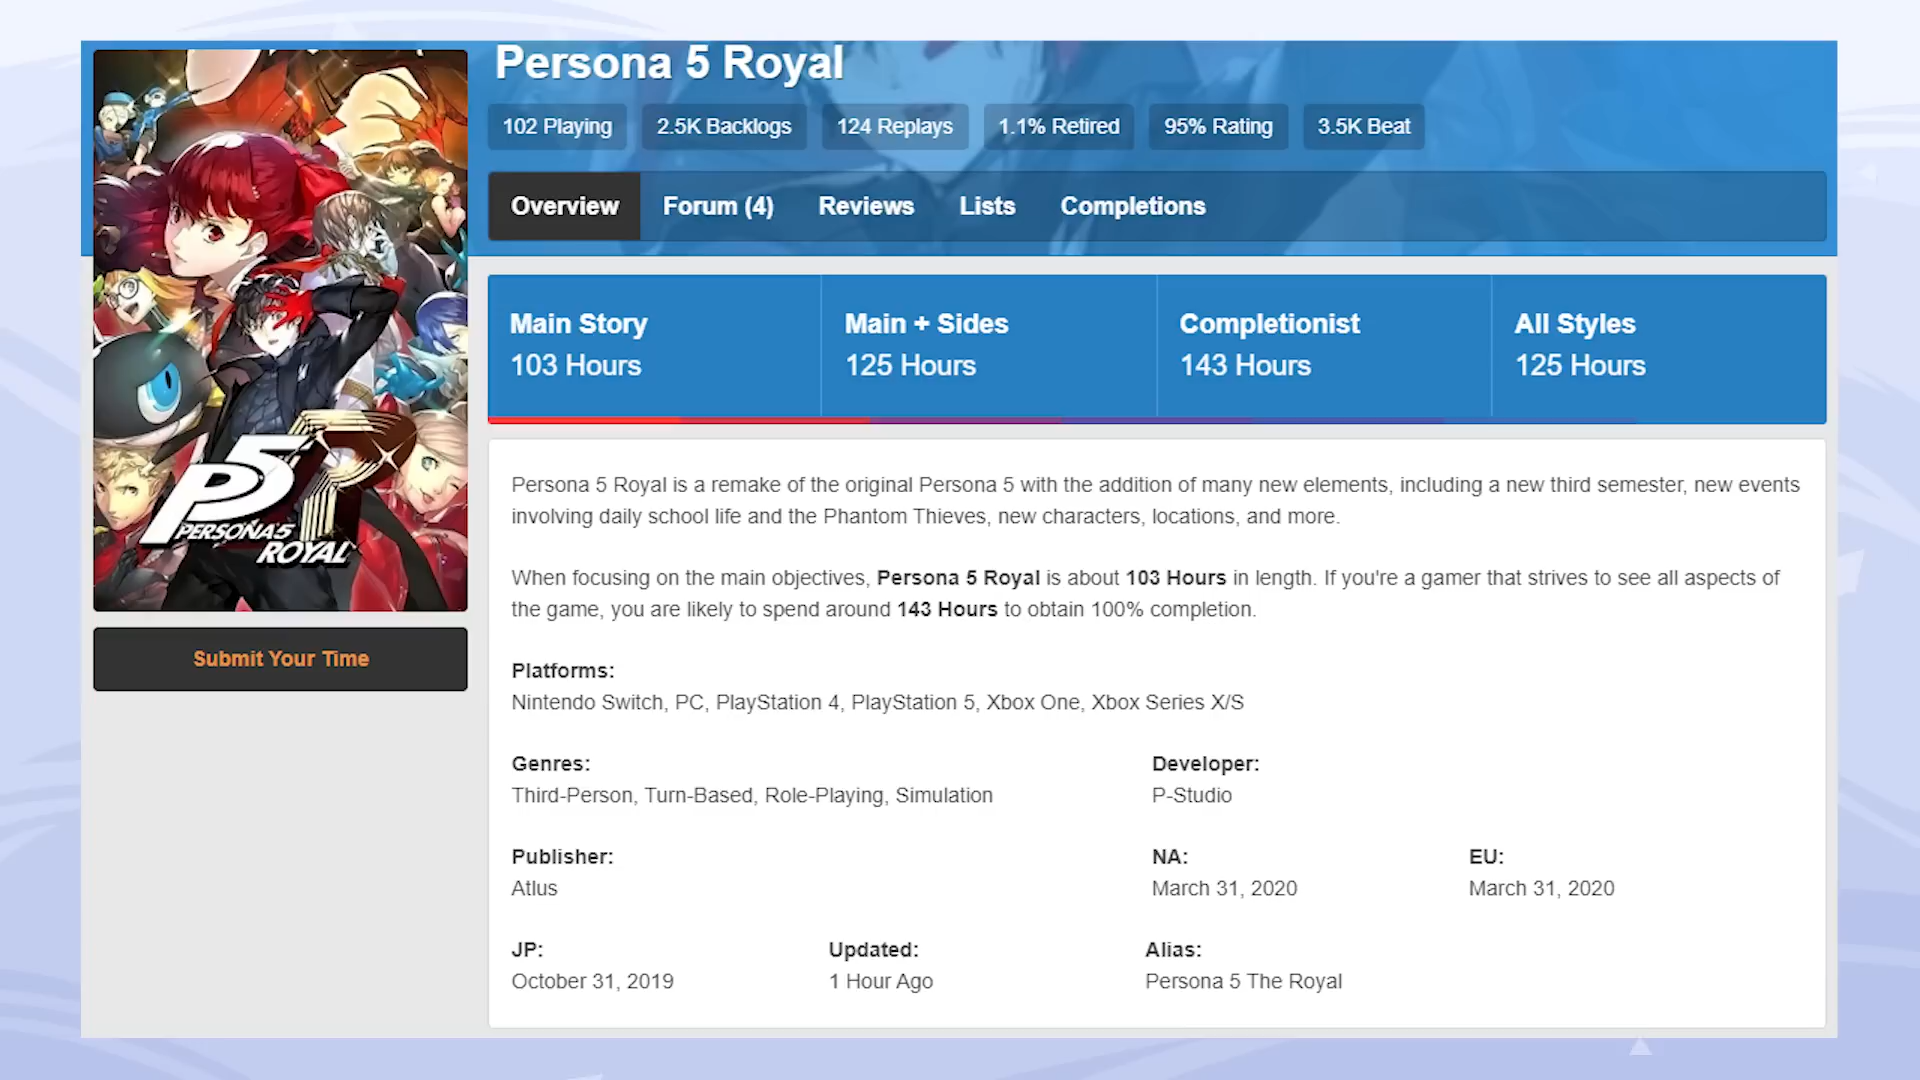 Persona 5 Royal
102 Playing 2.5K Backlogs 124 Replays 1.1% Retired 95% Rating 3.5K Beat
Overview Forum (4) Reviews Lists Completions
Main Story Main + Sides Completionist All Styles
103 Hours 125 Hours 143 Hours 125 Hours
P5R
PERSONA5
ROYAL
Submit Your Time
Persona 5 Royal is a remake of the original Persona 5 with the addition of many new elements, including a new third semester, new events
involving daily school life and the Phantom Thieves, new characters, locations, and more.
When focusing on the main objectives, Persona 5 Royal is about 103 Hours in length. If you're a gamer that strives to see all aspects of
the game, you are likely to spend around 143 Hours to obtain 100% completion.
Platforms:
Nintendo Switch, PC, PlayStation 4, PlayStation 5, Xbox One, Xbox Series X/S
Genres: Developer:
Third-Person, Turn-Based, Role-Playing, Simulation P-Studio
Publisher: NA: EU:
Atlus March 31, 2020 March 31, 2020
JP: Updated: Alias:
October 31, 2019 1 Hour Ago Persona 5 The Royal